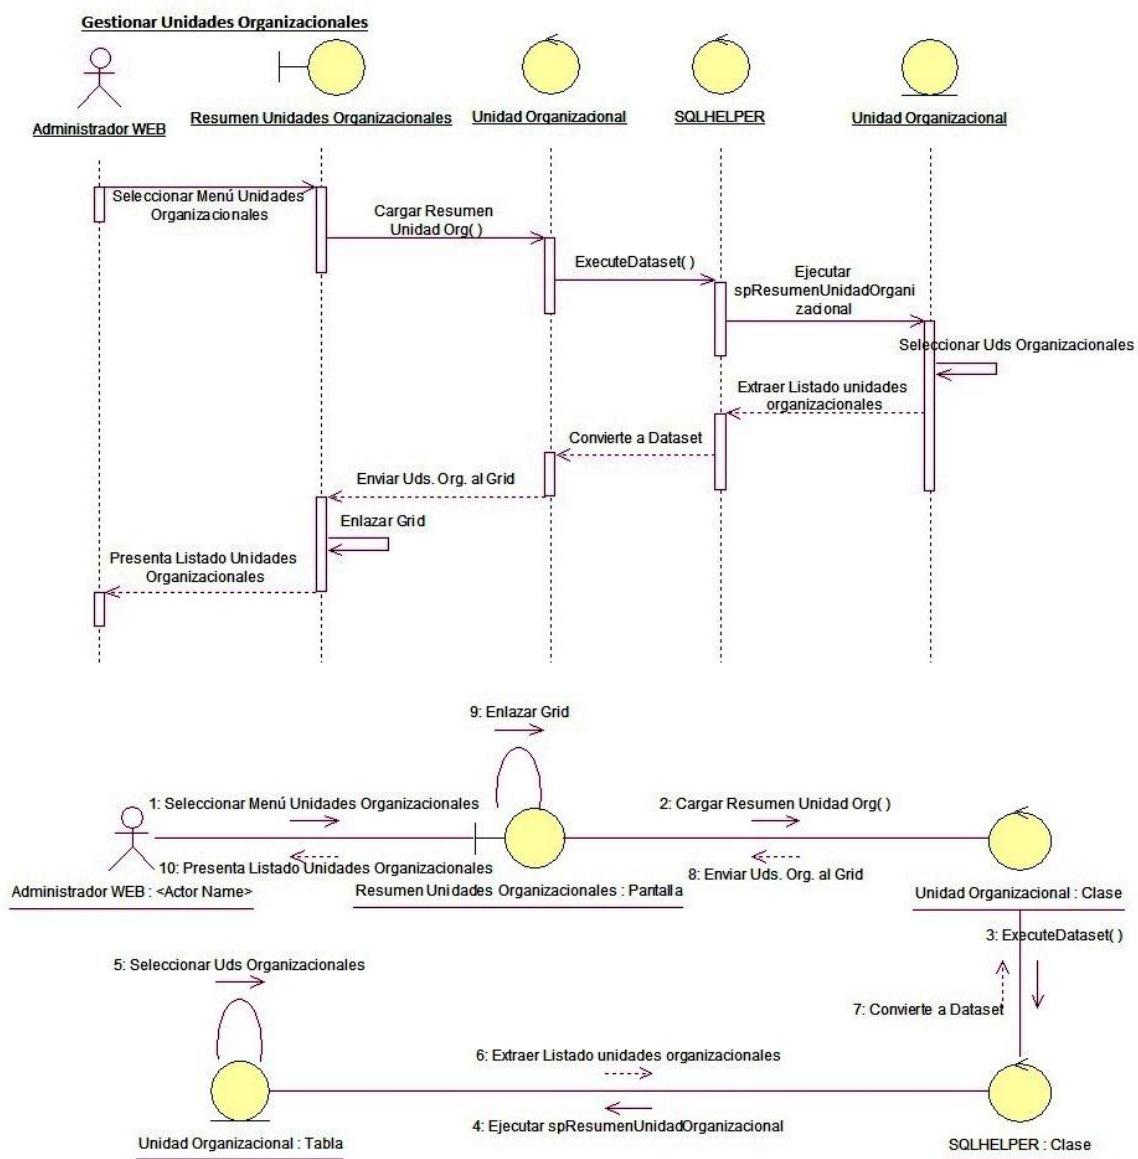 Gestionar Unidades Organizacionales
Administrador WEB
Resumen Unidades Organizacionales
Unidad Organizacional
SQLHELPER
Unidad Organizacional
Seleccionar Menú Unidades
Organizacionales
Cargar Resumen
Unidad Org( )
ExecuteDataset( )
Ejecutar
spResumenUnidadOrgani
zacional
Seleccionar Uds Organizacionales
Extraer Listado unidades
organizacionales
Convierte a Dataset
Enviar Uds. Org. al Grid
Enlazar Grid
Presenta Listado Unidades
Organizacionales
9: Enlazar Grid
1: Seleccionar Menú Unidades Organizacionales
2: Cargar Resumen Unidad Org( )
10: Presenta Listado Unidades Organizacionales
8: Enviar Uds. Org. al Grid
Administrador WEB : <Actor Name>
Resumen Unidades Organizacionales : Pantalla
Unidad Organizacional : Clase
3: ExecuteDataset( )
5: Seleccionar Uds Organizacionales
7: Convierte a Dataset
6: Extraer Listado unidades organizacionales
4: Ejecutar spResumenUnidadOrganizacional
Unidad Organizacional : Tabla
SQLHELPER : Clase